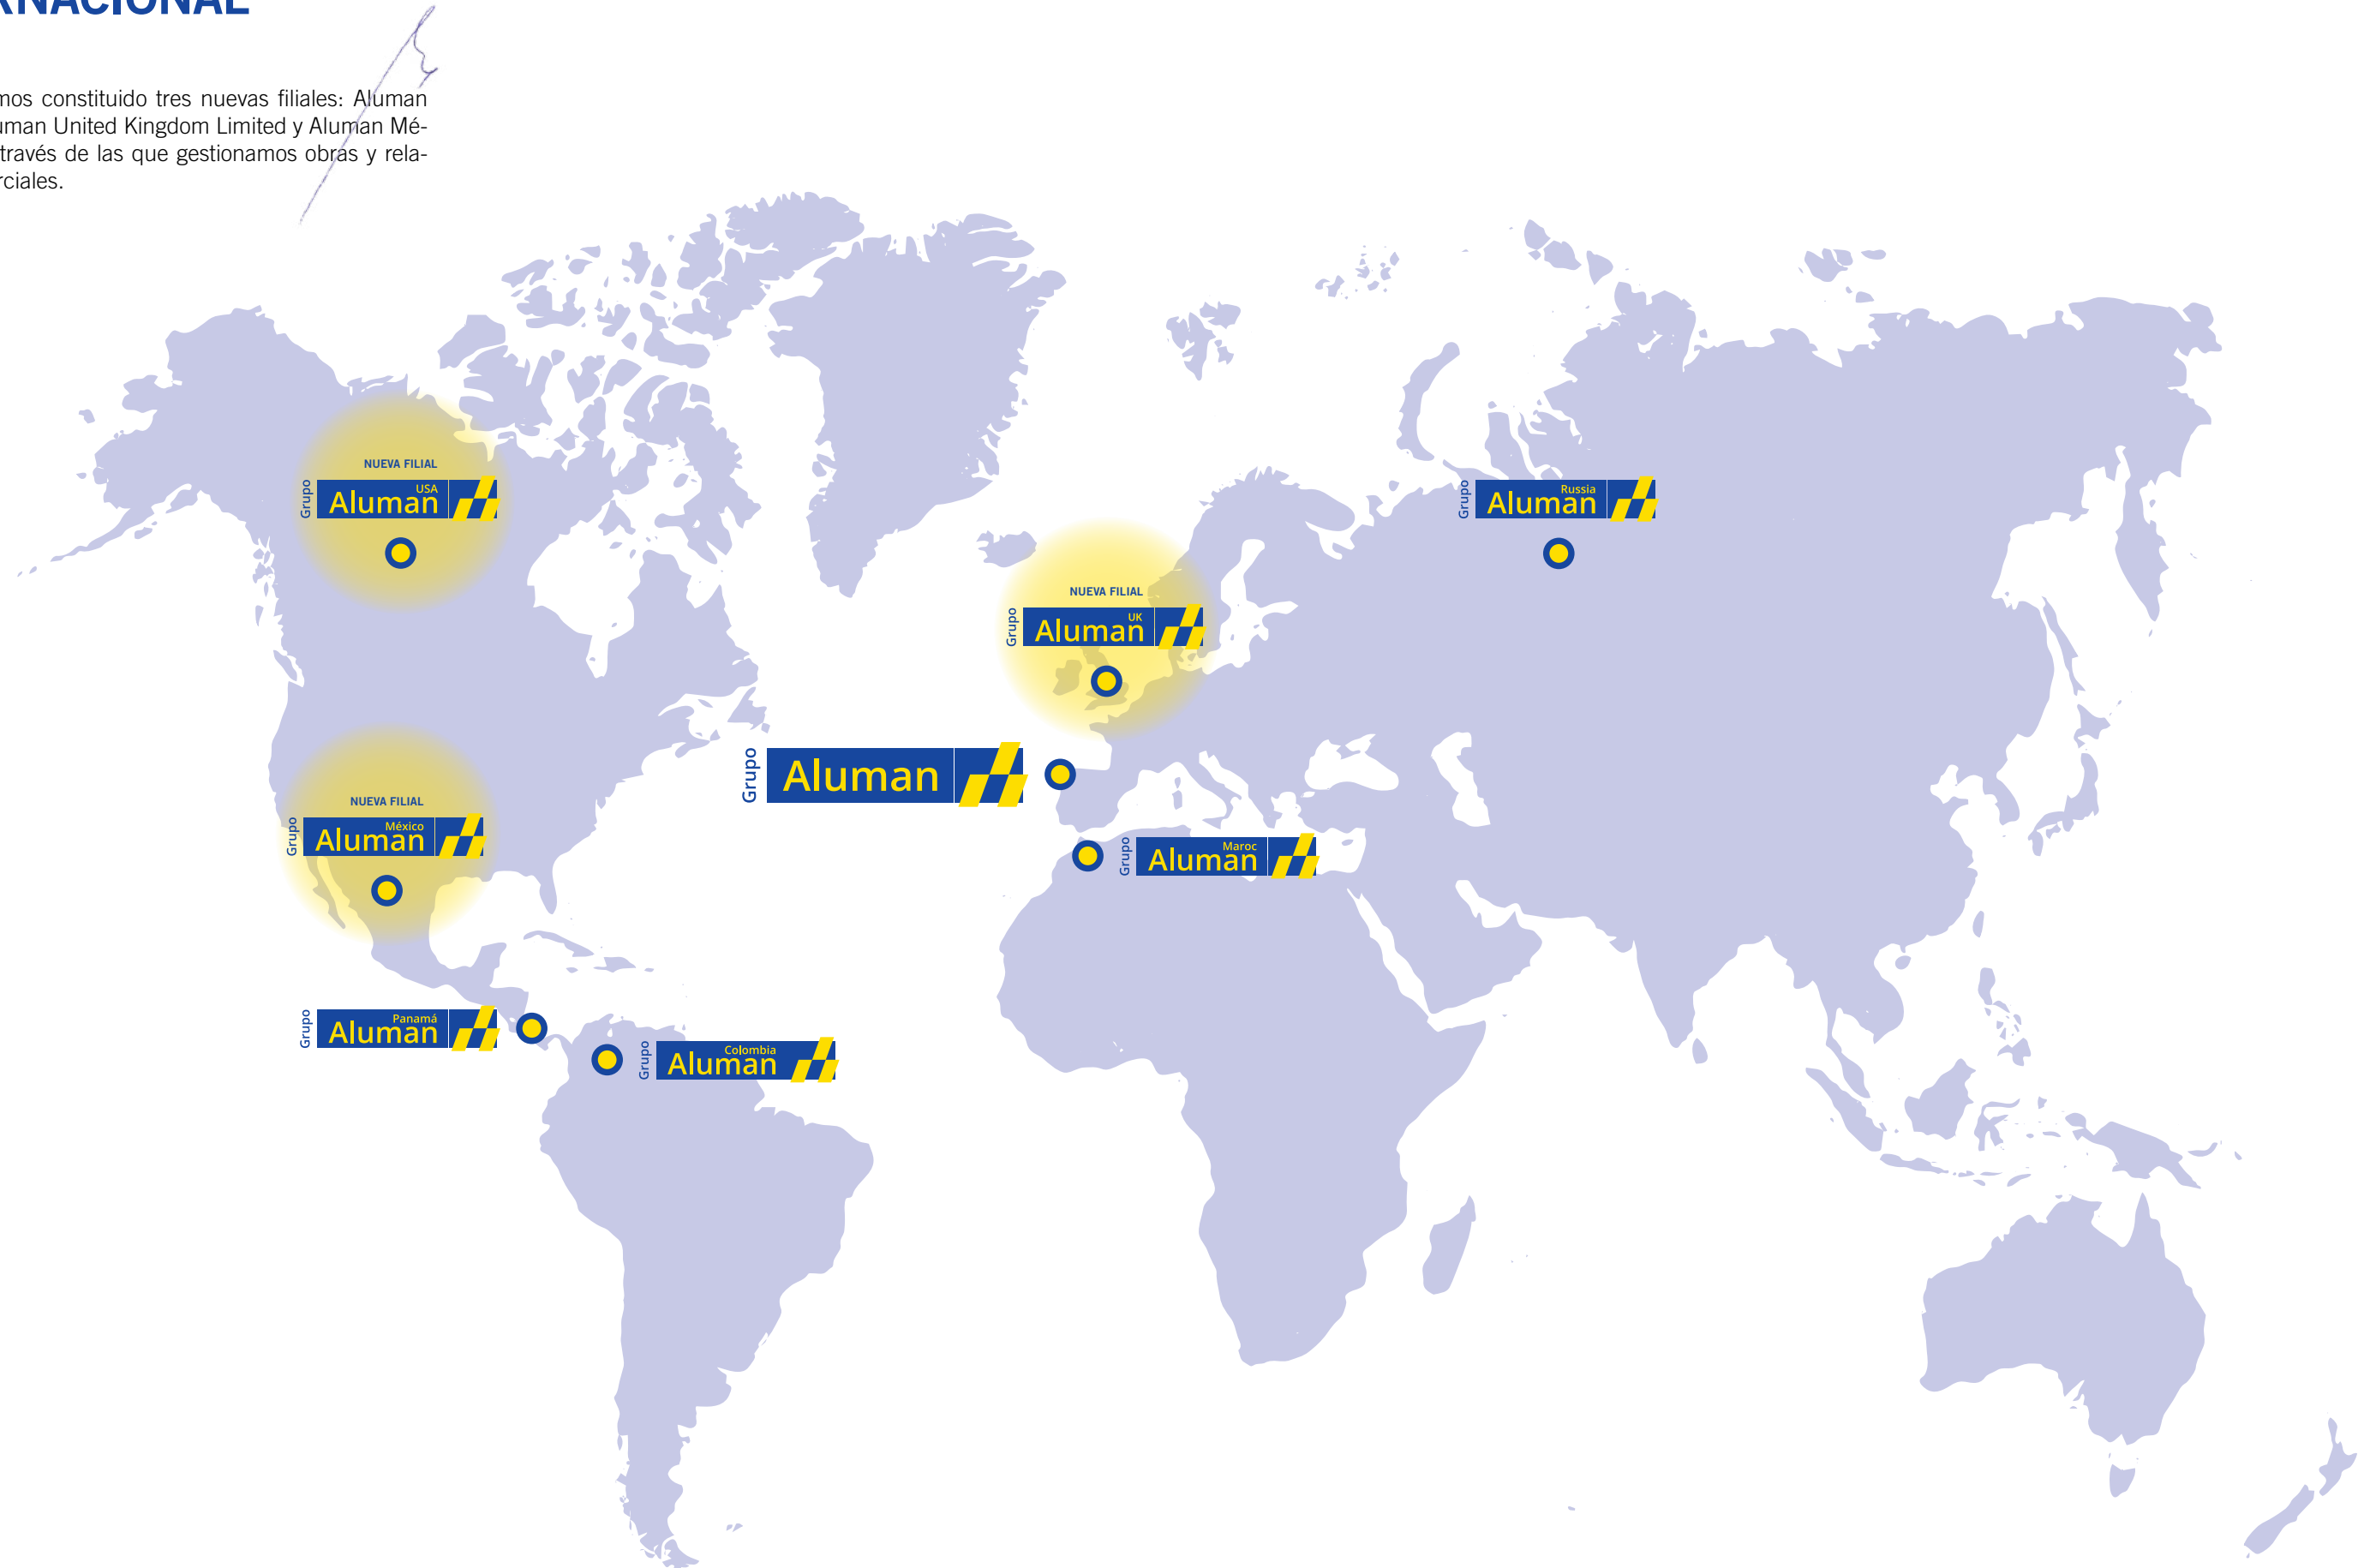 RNACIONAL
mos constituido tres nuevas filiales: Aluman
uman United Kingdom Limited y Aluman Mé-
través de las que gestionamos obras y rela-
rciales.
NUEVA FILIAL
Grupo Aluman USA
Grupo Aluman Russia
NUEVA FILIAL
Grupo Aluman UK
Grupo Aluman
NUEVA FILIAL
Grupo Aluman México
Grupo Aluman Maroc
Grupo Aluman Panamá
Grupo Aluman Colombia